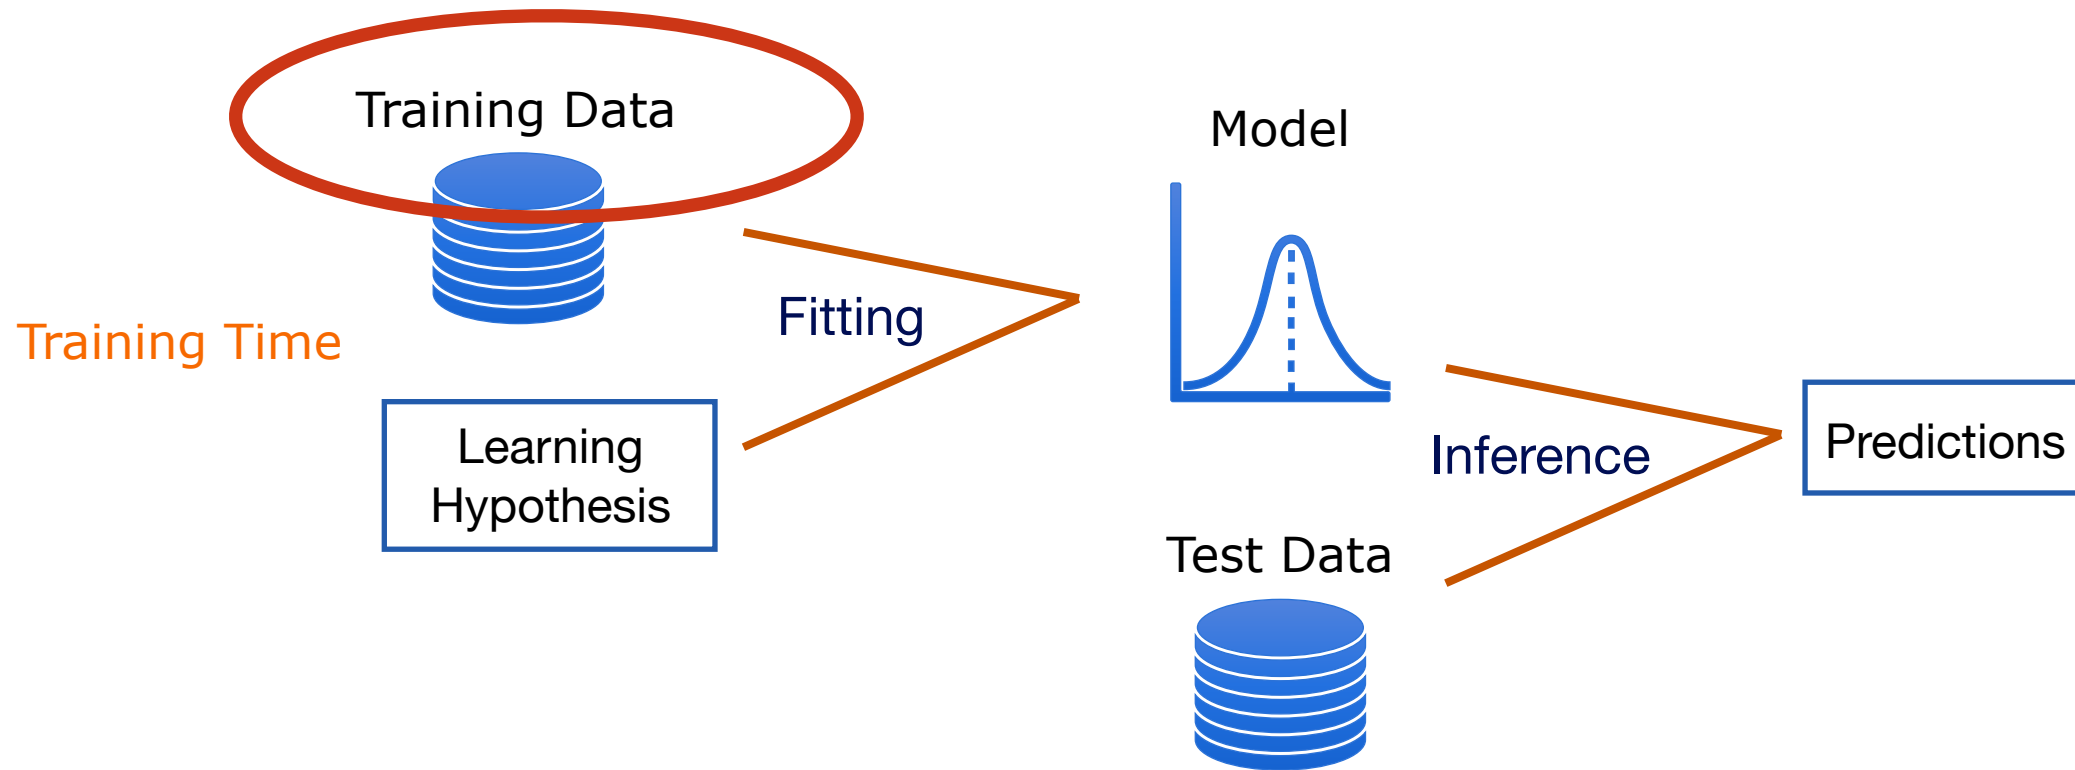 Training Data
Model
Fitting
Training Time
Learning
Hypothesis
Inference
Predictions
Test Data